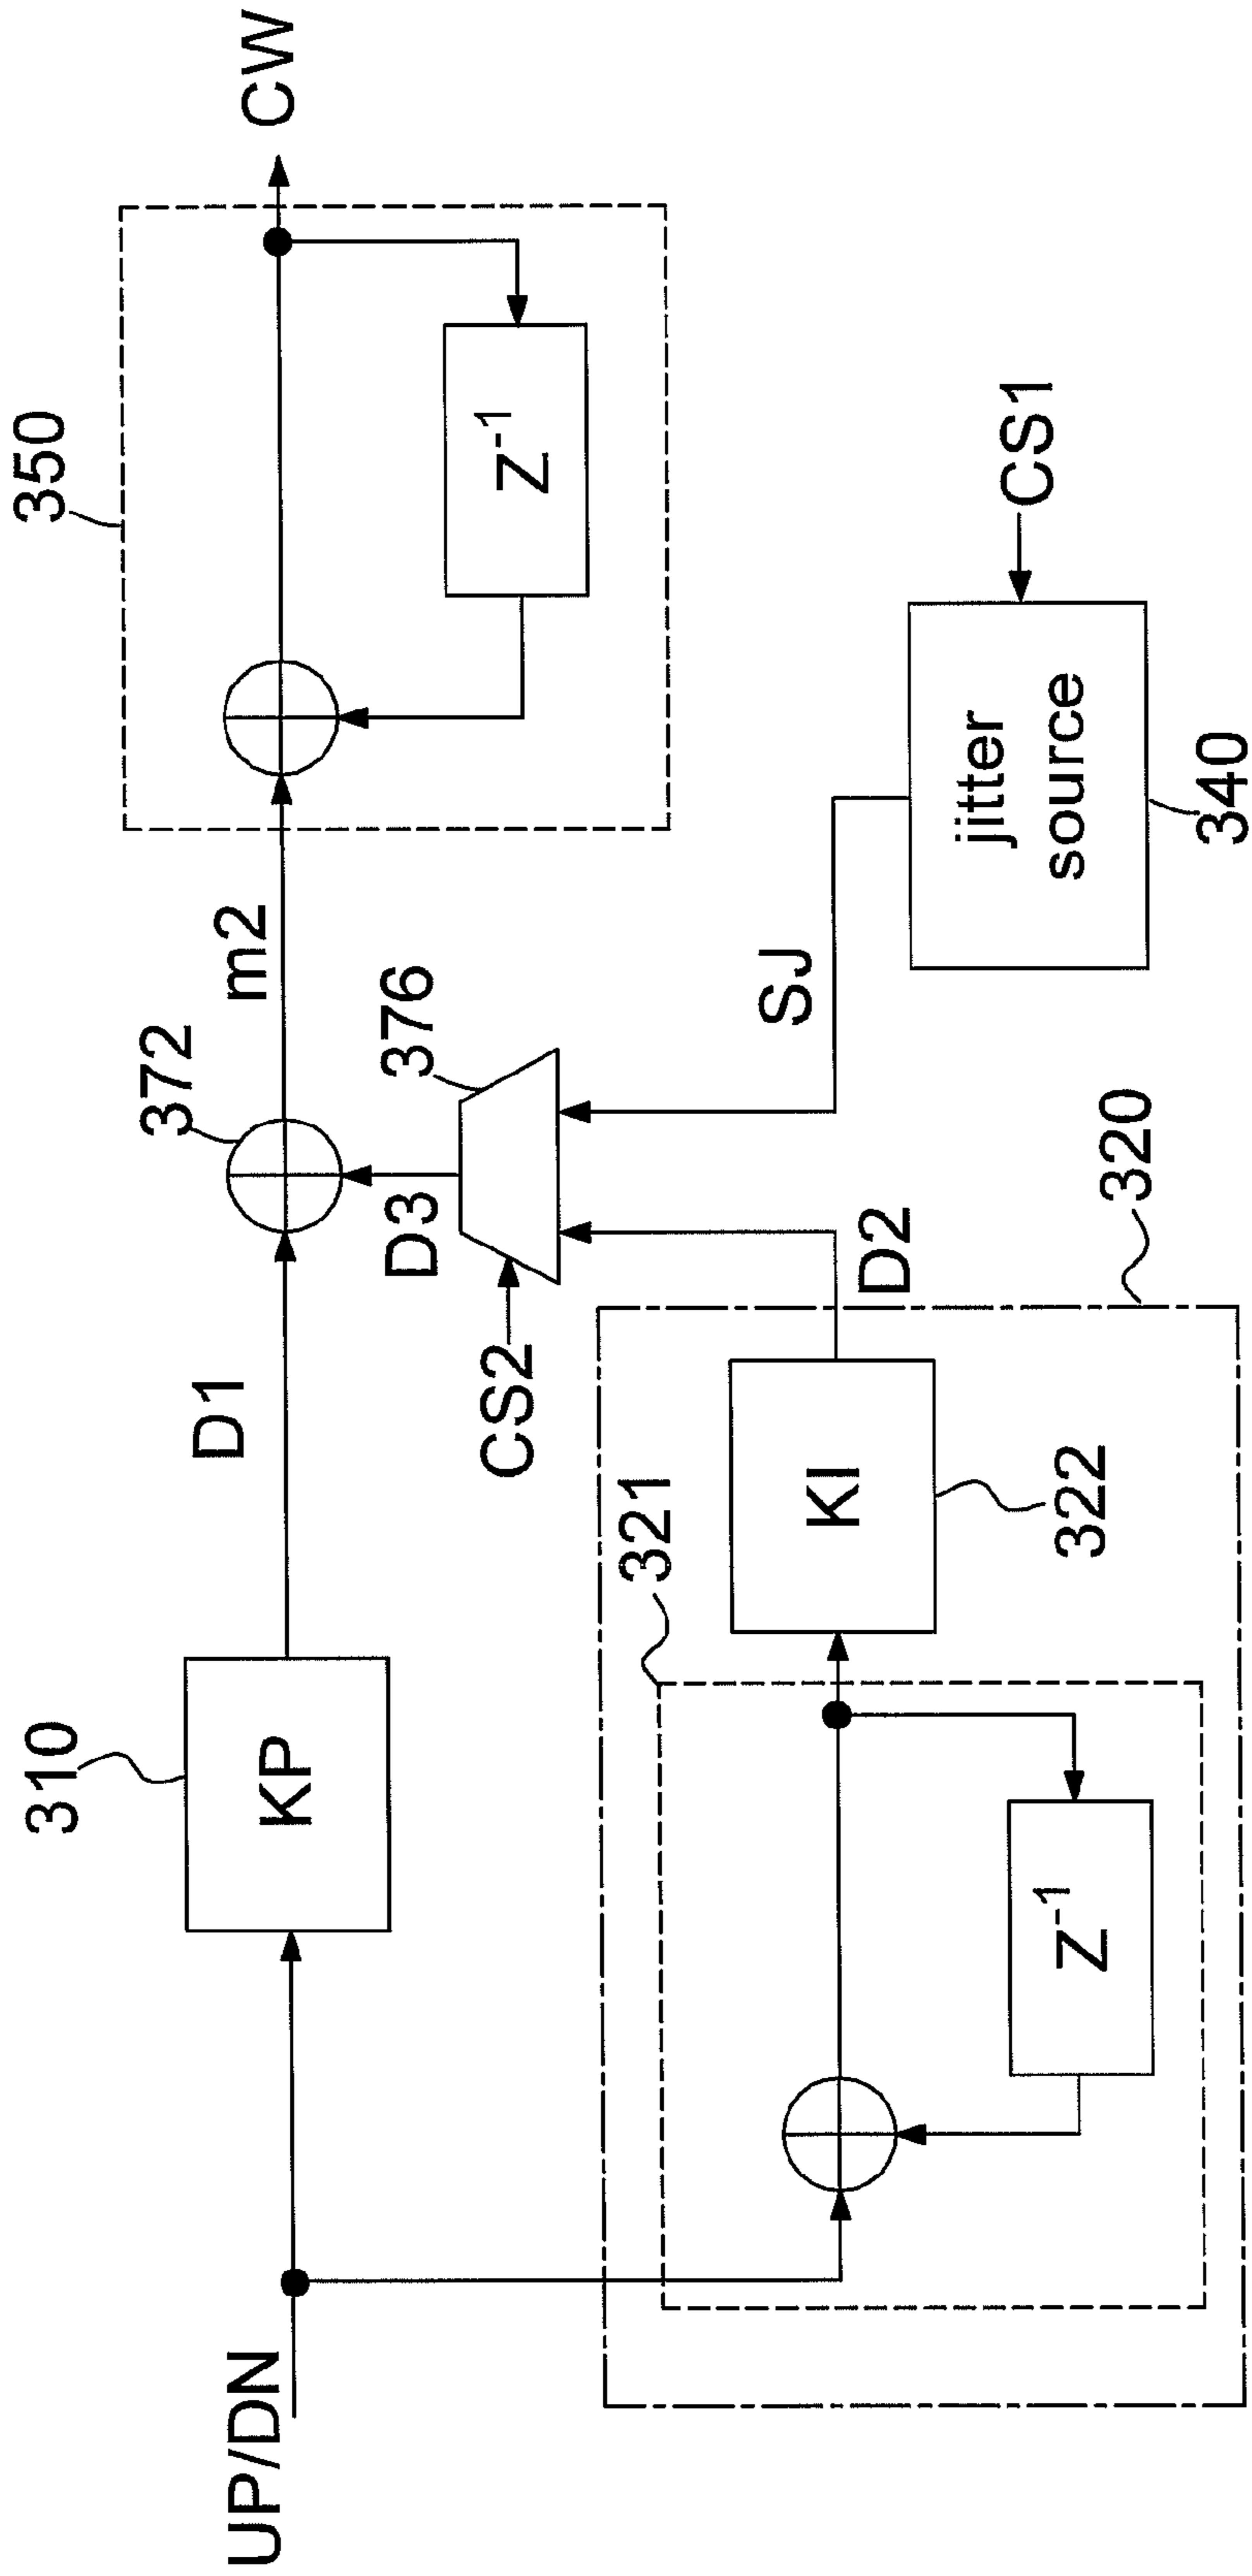 UP/DN
310
KP
D1
372
m2
350
CW
Z⁻¹
CS2
D3
376
321
Z⁻¹
KI
322
D2
320
SJ
jitter
source
340
CS1